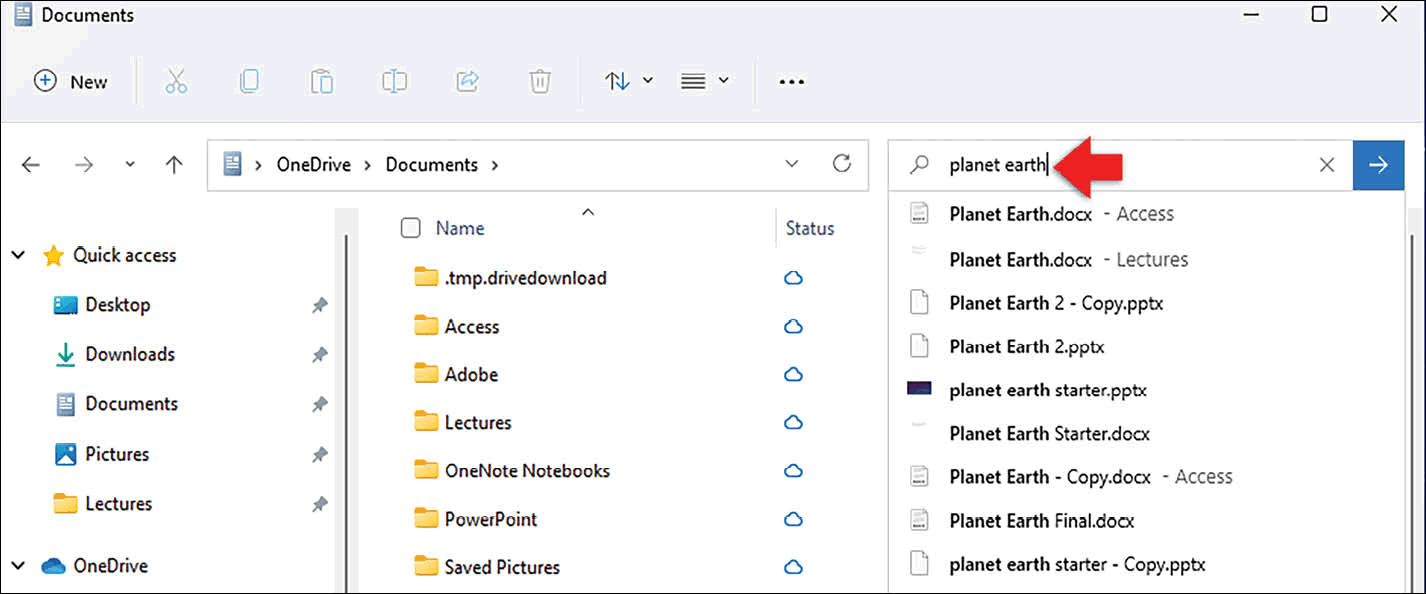 Documents
New
OneDrive Documents
planet earth
Quick access
Desktop
Downloads
Documents
Pictures
Lectures
OneDrive
Name Status
.tmp.drivedownload
Access
Adobe
Lectures
OneNote Notebooks
PowerPoint
Saved Pictures
Planet Earth.docx - Access
Planet Earth.docx - Lectures
Planet Earth 2 - Copy.pptx
Planet Earth 2.pptx
planet earth starter.pptx
Planet Earth Starter.docx
Planet Earth - Copy.docx - Access
Planet Earth Final.docx
planet earth starter - Copy.pptx